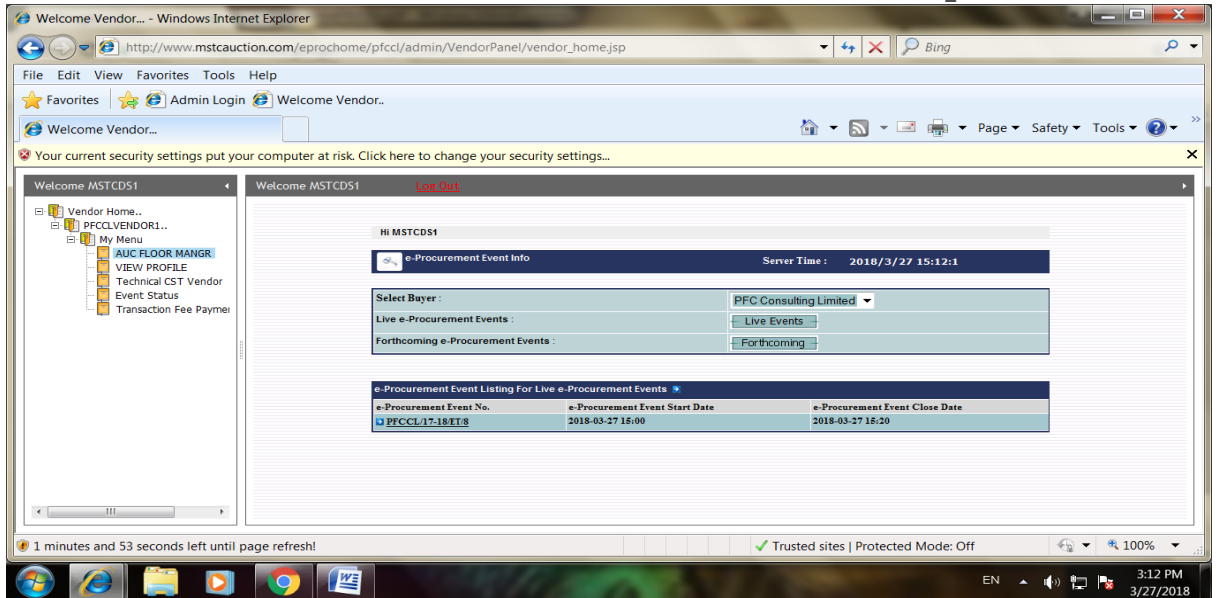 Welcome Vendor... - Windows Internet Explorer
http://www.mstcauction.com/eprochome/pfccl/admin/VendorPanel/vendor_home.jsp
Bing
File Edit View Favorites Tools Help
Favorites Admin Login Welcome Vendor..
Welcome Vendor... Page Safety Tools
Your current security settings put your computer at risk. Click here to change your security settings...
Welcome MSTCDS1
Welcome MSTCDS1 Log Out
Vendor Home..
PFCCLVENDOR1..
My Menu
AUC FLOOR MANGR
VIEW PROFILE
Technical CST Vendor
Event Status
Transaction Fee Paymer
Hi MSTCDS1
e-Procurement Event Info Server Time : 2018/3/27 15:12:1
Select Buyer : PFC Consulting Limited
Live e-Procurement Events : Live Events
Forthcoming e-Procurement Events : Forthcoming
e-Procurement Event Listing For Live e-Procurement Events
e-Procurement Event No. e-Procurement Event Start Date e-Procurement Event Close Date
PFCCL/17-18/ET/8 2018-03-27 15:00 2018-03-27 15:20
1 minutes and 53 seconds left until page refresh! Trusted sites | Protected Mode: Off 100%
EN 3:12 PM
3/27/2018